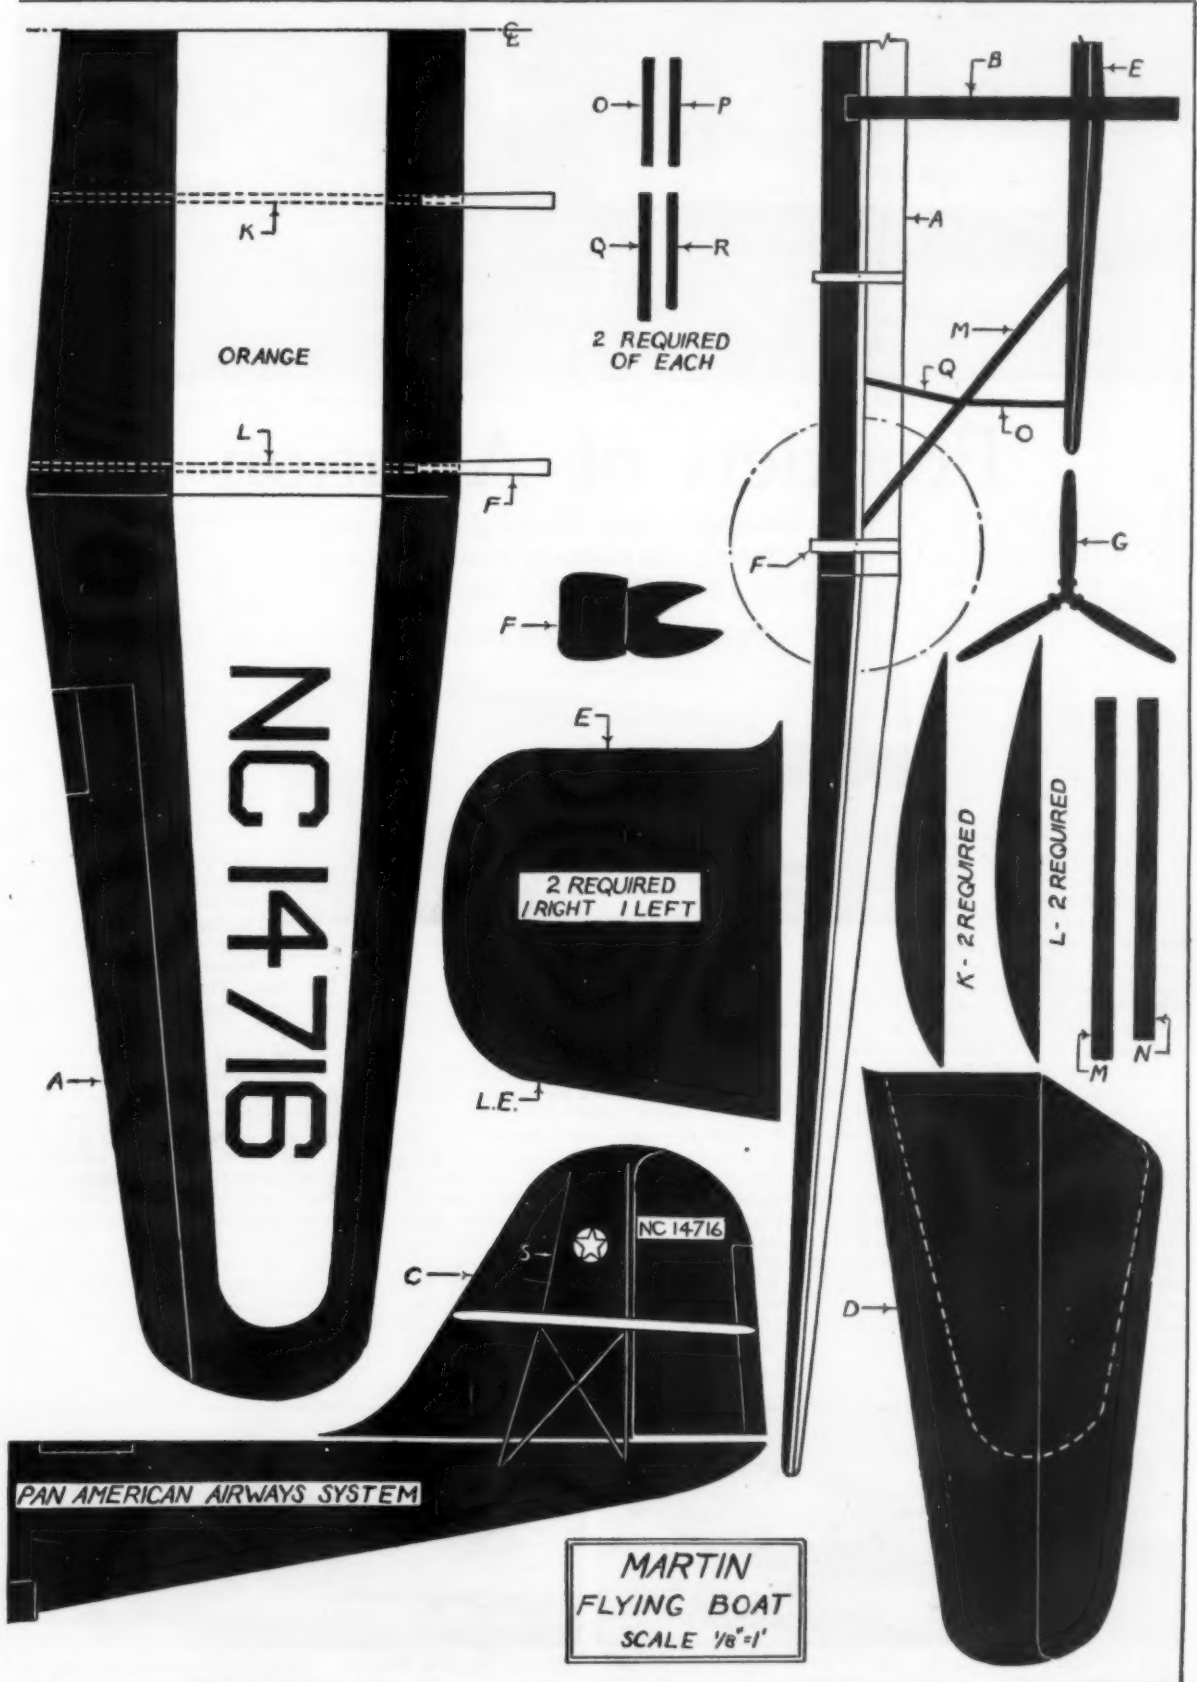 CL
O
P
B
E
A
K
Q
R
2 REQUIRED
OF EACH
ORANGE
M
Q
L
O
F
F
G
F
NC 14716
E
2 REQUIRED
1 RIGHT 1 LEFT
K - 2 REQUIRED
L - 2 REQUIRED
M
N
A
L.E.
NC 14716
S
C
D
PAN AMERICAN AIRWAYS SYSTEM
MARTIN
FLYING BOAT
SCALE 1/8"=1'